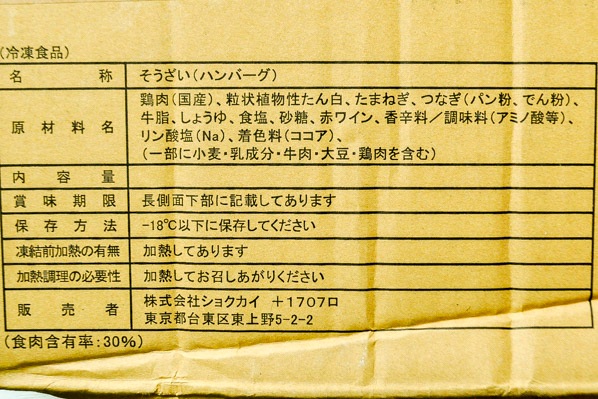 (冷凍食品)
名称 そうざい(ハンバーグ)
原材料名 鶏肉(国産)、粒状植物性たん白、たまねぎ、つなぎ(パン粉、でん粉)、
牛脂、しょうゆ、食塩、砂糖、赤ワイン、香辛料/調味料(アミノ酸等)、
リン酸塩(Na)、着色料(ココア)、
(一部に小麦・乳成分・牛肉・大豆・鶏肉を含む)
内容量
賞味期限 長側面下部に記載してあります
保存方法 -18℃以下に保存してください
凍結前加熱の有無 加熱してあります
加熱調理の必要性 加熱してお召しあがりください
販売者 株式会社ショクカイ +1707ロ
東京都台東区東上野5-2-2
(食肉含有率:30%)